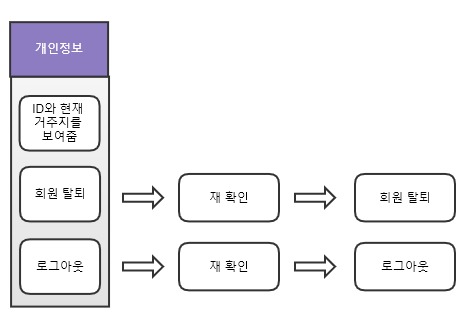 개인정보
ID와 현재
거주지를
보여줌
회원 탈퇴
재 확인
회원 탈퇴
로그아웃
재 확인
로그아웃